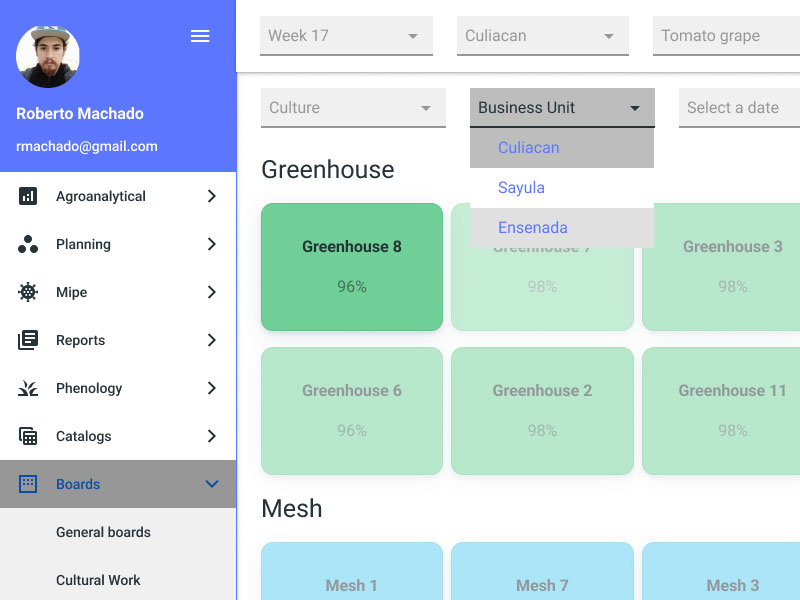 Roberto Machado
rmachado@gmail.com
Agroanalytical
Planning
Mipe
Reports
Phenology
Catalogs
Boards
General boards
Cultural Work
Week 17
Culiacan
Tomato grape
Culture
Business Unit
Select a date
Culiacan
Sayula
Ensenada
Greenhouse
Greenhouse 8
96%
Greenhouse 7
98%
Greenhouse 3
98%
Greenhouse 6
96%
Greenhouse 2
98%
Greenhouse 11
98%
Mesh
Mesh 1
Mesh 7
Mesh 3